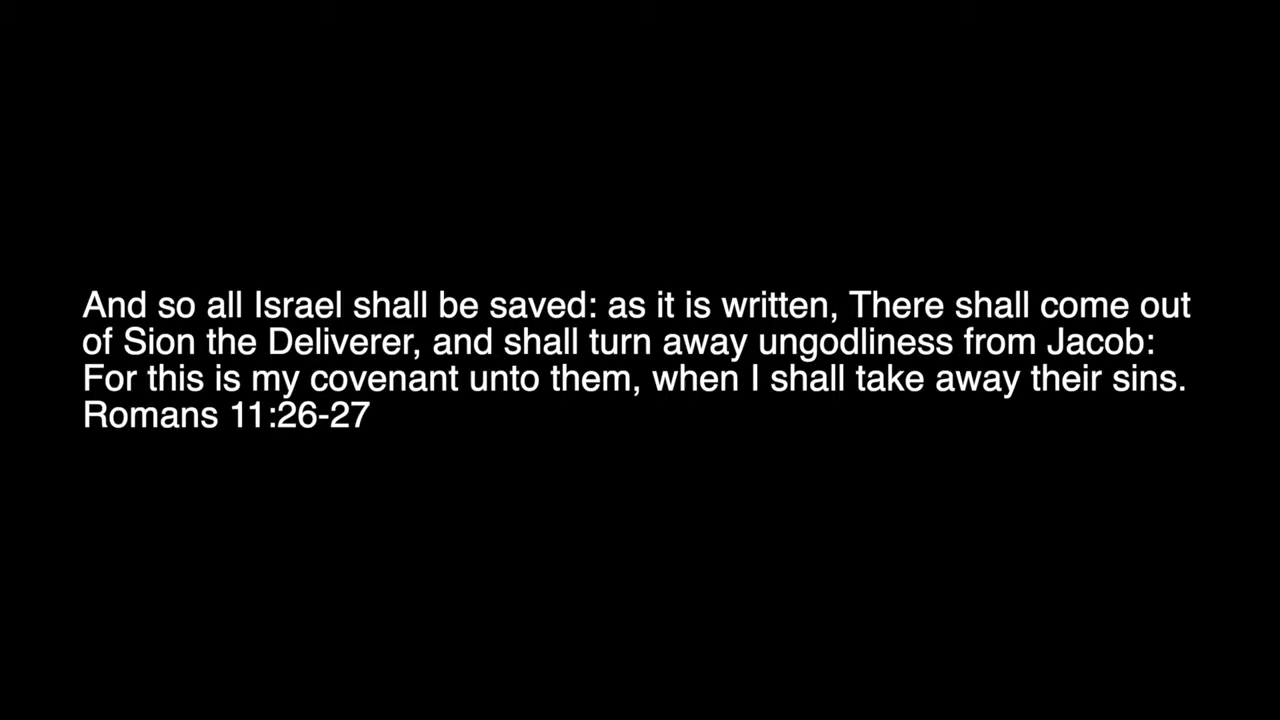 And so all Israel shall be saved: as it is written, There shall come out
of Sion the Deliverer, and shall turn away ungodliness from Jacob:
For this is my covenant unto them, when I shall take away their sins.
Romans 11:26-27